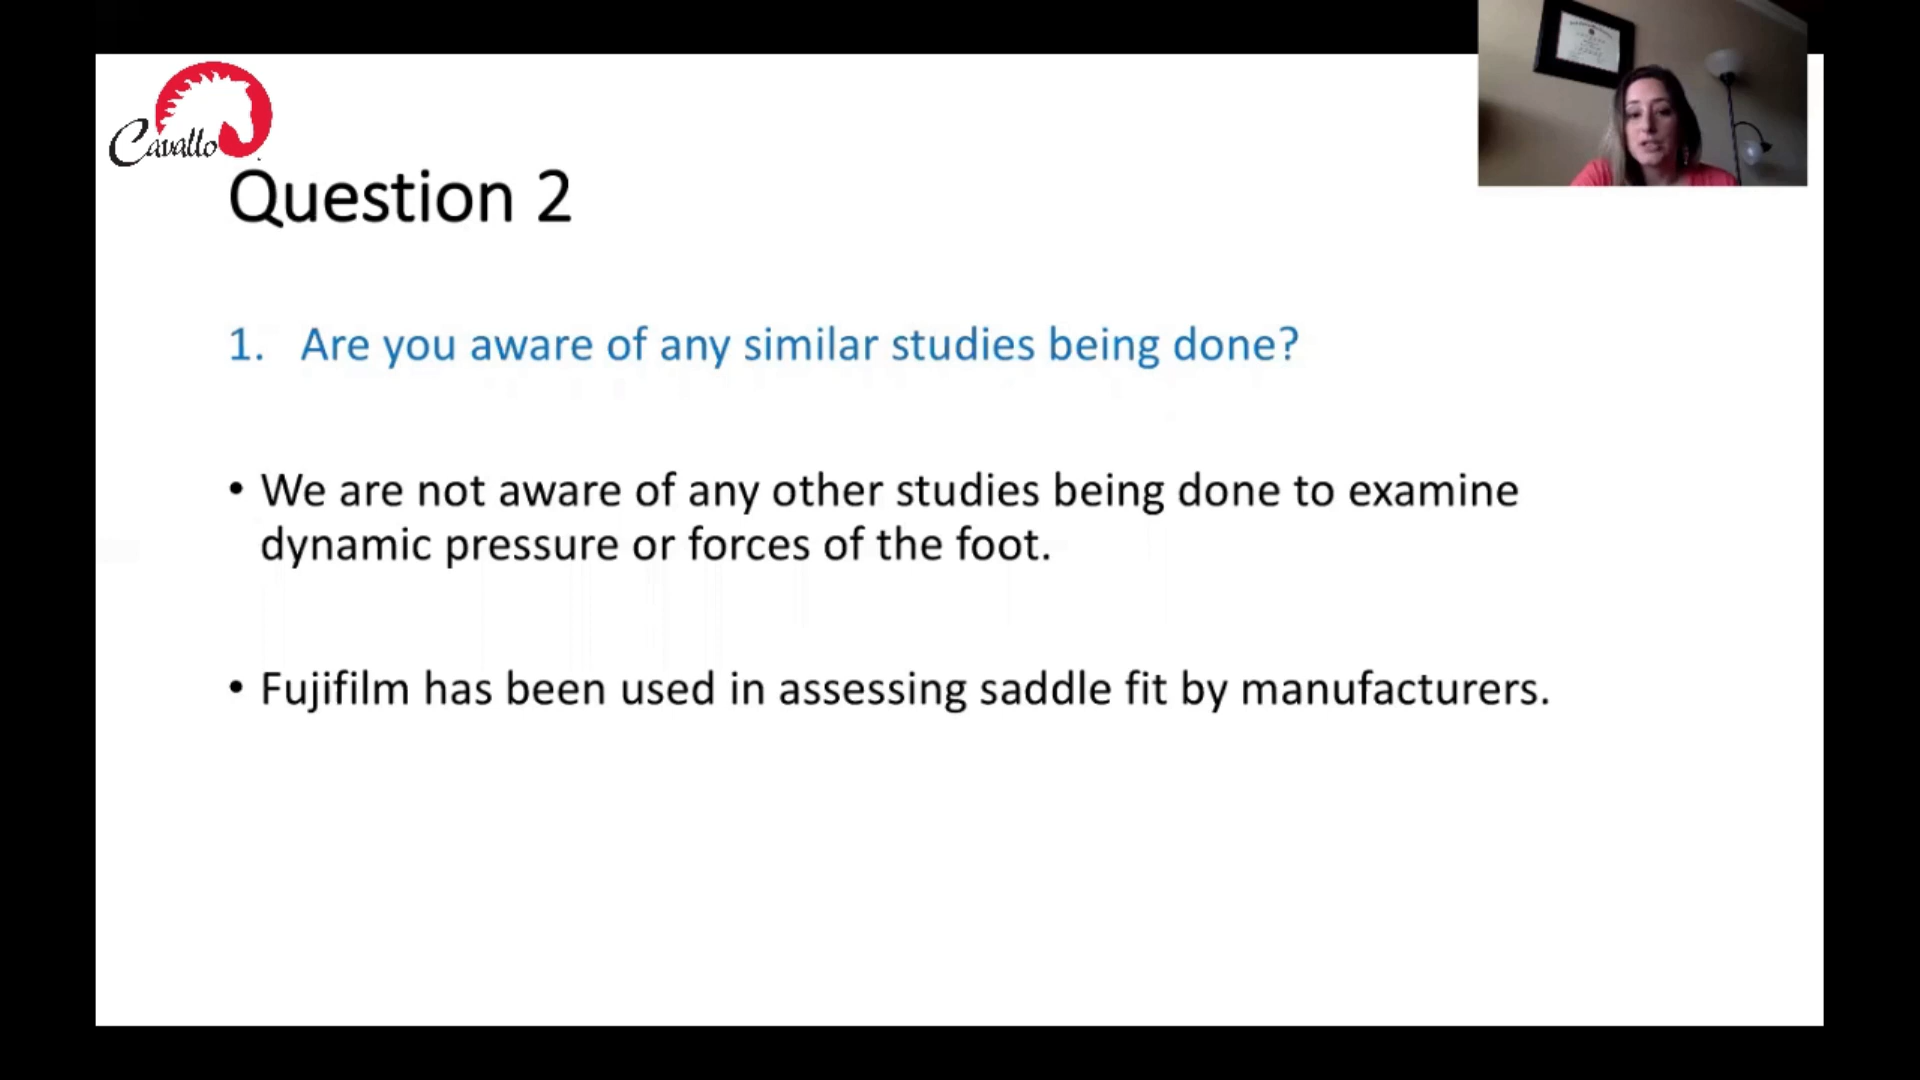 Cavallo
Question 2
1. Are you aware of any similar studies being done?
• We are not aware of any other studies being done to examine
dynamic pressure or forces of the foot.
• Fujifilm has been used in assessing saddle fit by manufacturers.